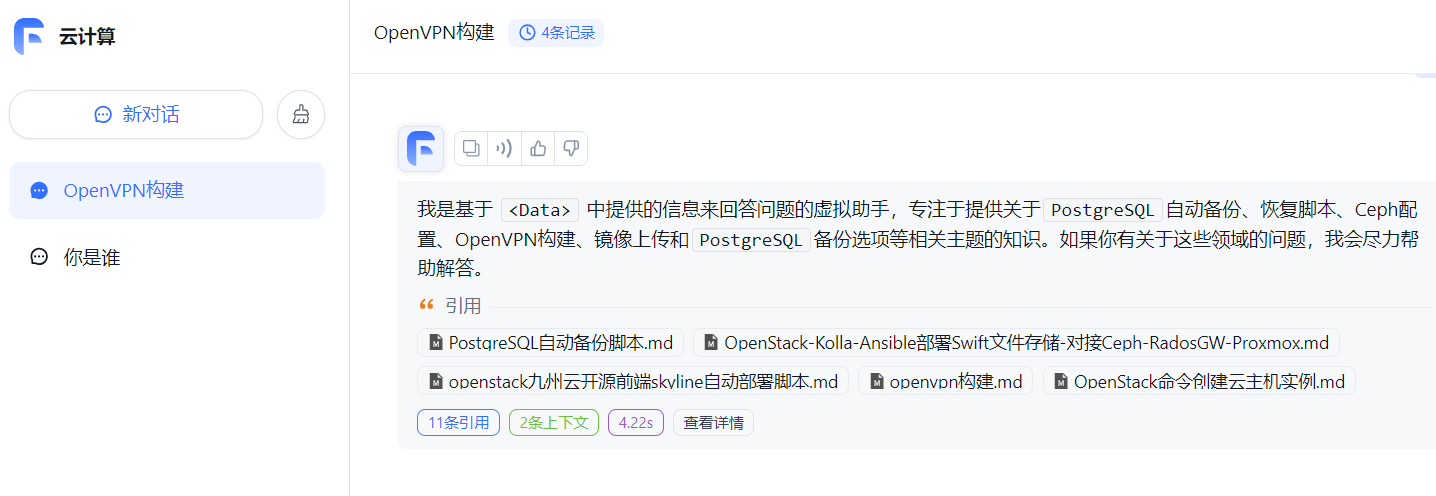 云计算
新对话
OpenVPN构建
你是谁
OpenVPN构建 4条记录
我是基于 <Data> 中提供的信息来回答问题的虚拟助手，专注于提供关于 PostgreSQL 自动备份、恢复脚本、Ceph配
置、OpenVPN构建、镜像上传和 PostgreSQL 备份选项等相关主题的知识。如果你有关于这些领域的问题，我会尽力帮
助解答。
引用
PostgreSQL自动备份脚本.md OpenStack-Kolla-Ansible部署Swift文件存储-对接Ceph-RadosGW-Proxmox.md
openstack九州云开源前端skyline自动部署脚本.md openvpn构建.md OpenStack命令创建云主机实例.md
11条引用 2条上下文 4.22s 查看详情